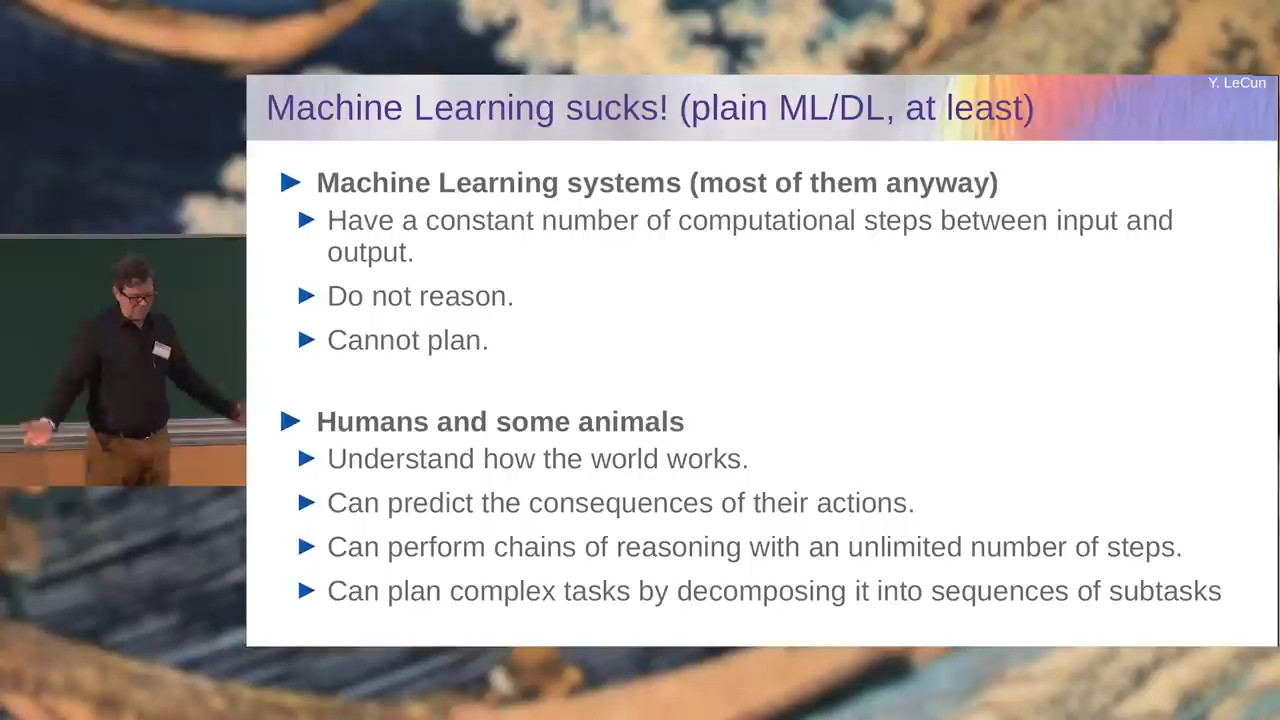 Y. LeCun
Machine Learning sucks! (plain ML/DL, at least)
Machine Learning systems (most of them anyway)
Have a constant number of computational steps between input and
output.
Do not reason.
Cannot plan.
Humans and some animals
Understand how the world works.
Can predict the consequences of their actions.
Can perform chains of reasoning with an unlimited number of steps.
Can plan complex tasks by decomposing it into sequences of subtasks